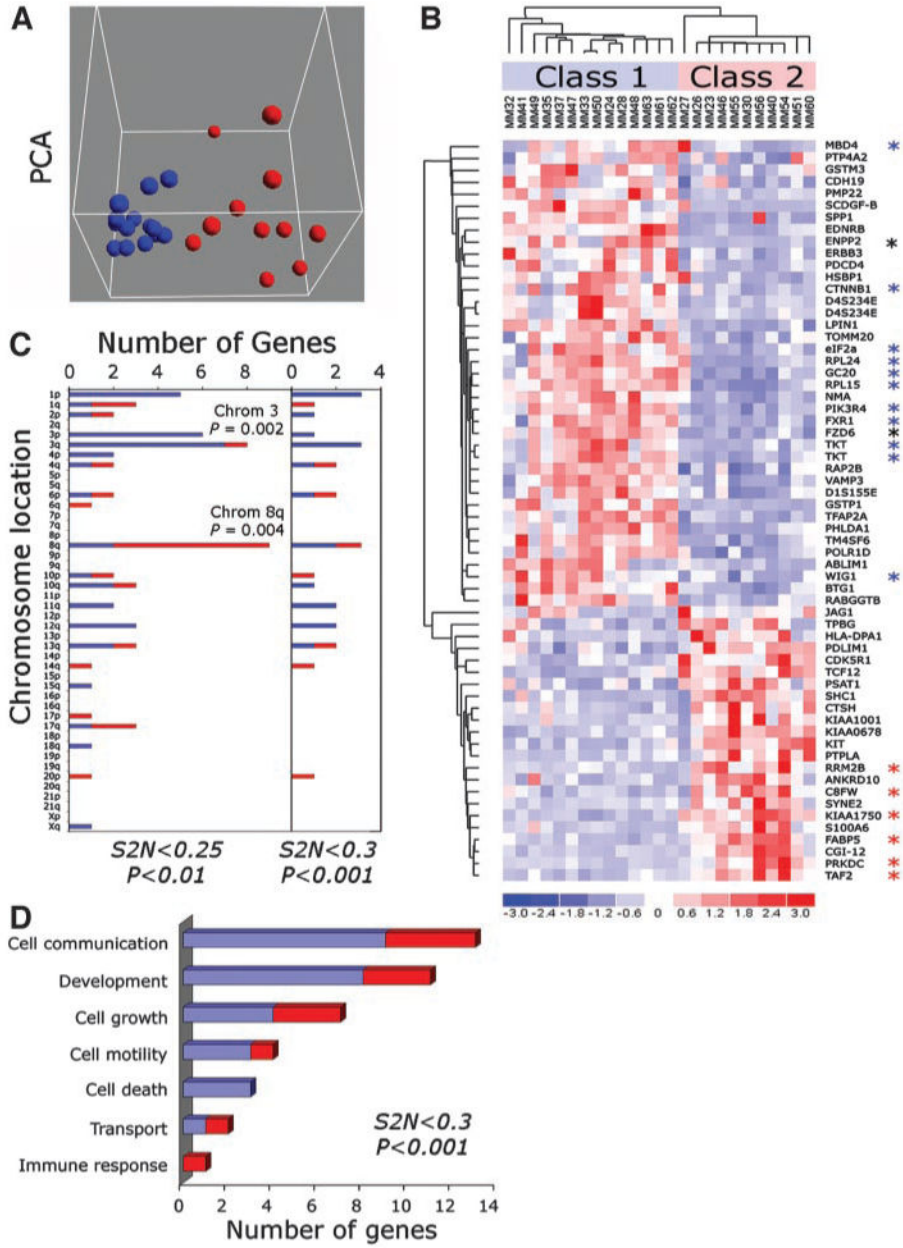 A
PCA
B
Class 1 Class 2
MM32 MM41 MM49 MM35 MM37 MM47 MM33 MM50 MM24 MM28 MM48 MM63 MM61 MM62 MM27 MM26 MM23 MM46 MM55 MM30 MM56 MM40 MM54 MM51 MM60
MBD4 *
PTP4A2
GSTM3
CDH19
PMP22
SCDGF-B
SPP1
EDNRB
ENPP2 *
ERBB3
PDCD4
HSBP1
CTNNB1 *
D4S234E
D4S234E
LPIN1
TOMM20
eIF2a *
RPL24 *
GC20 *
RPL15 *
NMA
PIK3R4 *
FXR1 *
FZD6 *
TKT *
TKT *
RAP2B
VAMP3
D1S155E
GSTP1
TFAP2A
PHLDA1
TM4SF6
POLR1D
ABLIM1
WIG1 *
BTG1
RABGGTB
JAG1
TPBG
HLA-DPA1
PDLIM1
CDK5R1
TCF12
PSAT1
SHC1
CTSH
KIAA1001
KIAA0678
KIT
PTPLA
RRM2B *
ANKRD10
C8FW *
SYNE2
KIAA1750 *
S100A6
FABP5 *
CGI-12
PRKDC *
TAF2 *
-3.0 -2.4 -1.8 -1.2 -0.6 0 0.6 1.2 1.8 2.4 3.0
C
Number of Genes
0 2 4 6 8 0 2 4
Chromosome location
1p
1q
2p
2q
3p
3q
4p
4q
5p
5q
6p
6q
7p
7q
8p
8q
9p
9q
10p
10q
11p
11q
12p
12q
13p
13q
14p
14q
15p
15q
16p
16q
17p
17q
18p
18q
19p
19q
20p
20q
21p
21q
Xp
Xq
Chrom 3
P = 0.002
Chrom 8q
P = 0.004
S2N<0.25 S2N<0.3
P<0.01 P<0.001
D
Cell communication
Development
Cell growth
Cell motility
Cell death
Transport
Immune response
S2N<0.3
P<0.001
0 2 4 6 8 10 12 14
Number of genes